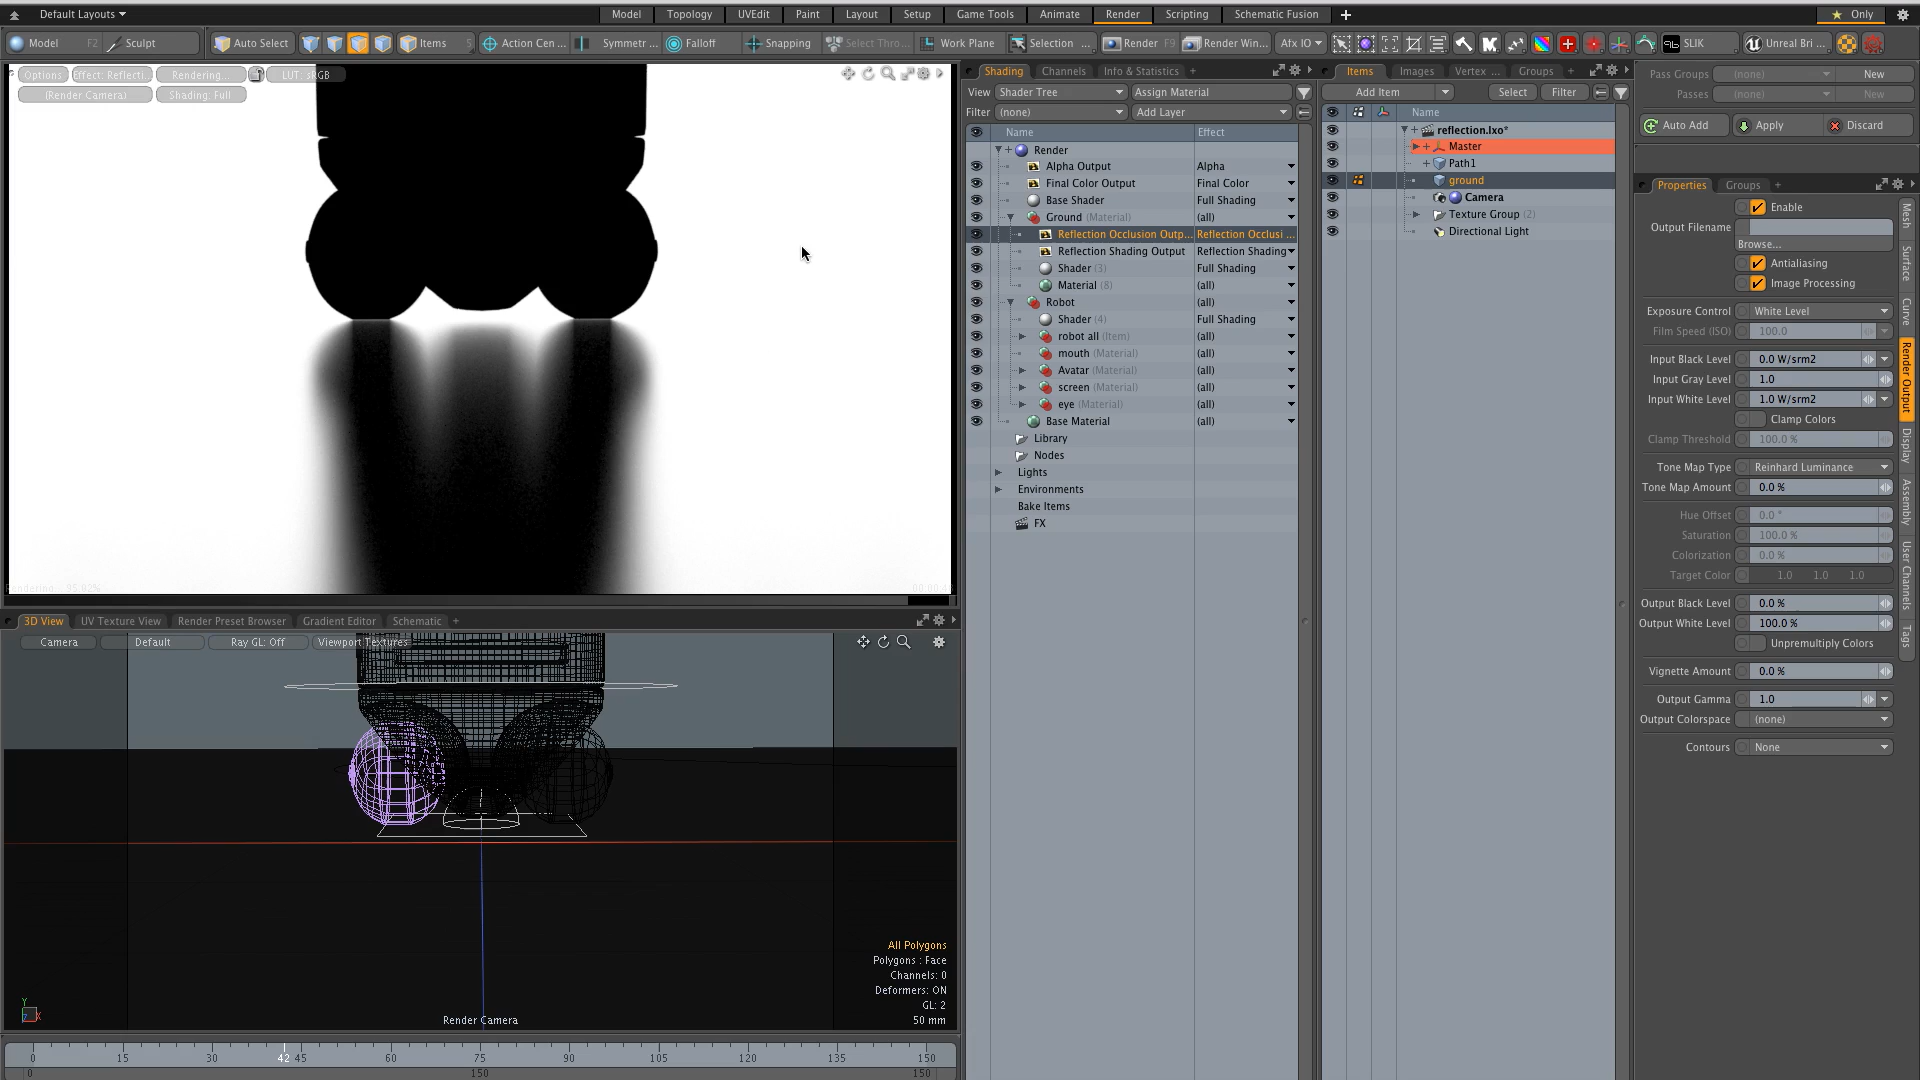 Default Layouts
Model Topology UVEdit Paint Layout Setup Game Tools Animate Render Scripting Schematic Fusion +
Only
Model F2 Sculpt Auto Select Items S Action Cen ... Symmetr ... Falloff Snapping Select Thro... Work Plane Selection ... Render F9 Render Win... Afx IO SLIK Unreal Bri ...
Options Effect: Reflecti... Rendering... LUT: sRGB
(Render Camera) Shading: Full
Shading Channels Info & Statistics +
View Shader Tree Assign Material
Filter (none) Add Layer
Name Effect
Render
Alpha Output Alpha
Final Color Output Final Color
Base Shader Full Shading
Ground (Material) (all)
Reflection Occlusion Outp... Reflection Occlusi ...
Reflection Shading Output Reflection Shading
Shader (3) Full Shading
Material (8) (all)
Robot (all)
Shader (4) Full Shading
robot all (Item) (all)
mouth (Material) (all)
Avatar (Material) (all)
screen (Material) (all)
eye (Material) (all)
Base Material (all)
Library
Nodes
Lights
Environments
Bake Items
FX
Items Images Vertex ... Groups +
Add Item Select Filter
Name
reflection.lxo*
Master
Path1
ground
Camera
Texture Group (2)
Directional Light
Pass Groups (none) New
Passes (none) New
Auto Add Apply Discard
Properties Groups +
Enable
Output Filename
Browse...
Antialiasing
Image Processing
Exposure Control White Level
Film Speed (ISO) 100.0
Input Black Level 0.0 W/srm2
Input Gray Level 1.0
Input White Level 1.0 W/srm2
Clamp Colors
Clamp Threshold 100.0 %
Tone Map Type Reinhard Luminance
Tone Map Amount 0.0 %
Hue Offset 0.0 °
Saturation 100.0 %
Colorization 0.0 %
Target Color 1.0 1.0 1.0
Output Black Level 0.0 %
Output White Level 100.0 %
Unpremultiply Colors
Vignette Amount 0.0 %
Output Gamma 1.0
Output Colorspace (none)
Contours None
Mesh
Surface
Curve
Render Output
Display
Assembly
User Channels
Tags
3D View UV Texture View Render Preset Browser Gradient Editor Schematic +
Camera Default Ray GL: Off Viewport Textures
All Polygons
Polygons : Face
Channels: 0
Deformers: ON
GL: 2
50 mm
Render Camera
Y
X
0 15 30 42 45 60 75 90 105 120 135 150
0 150 150